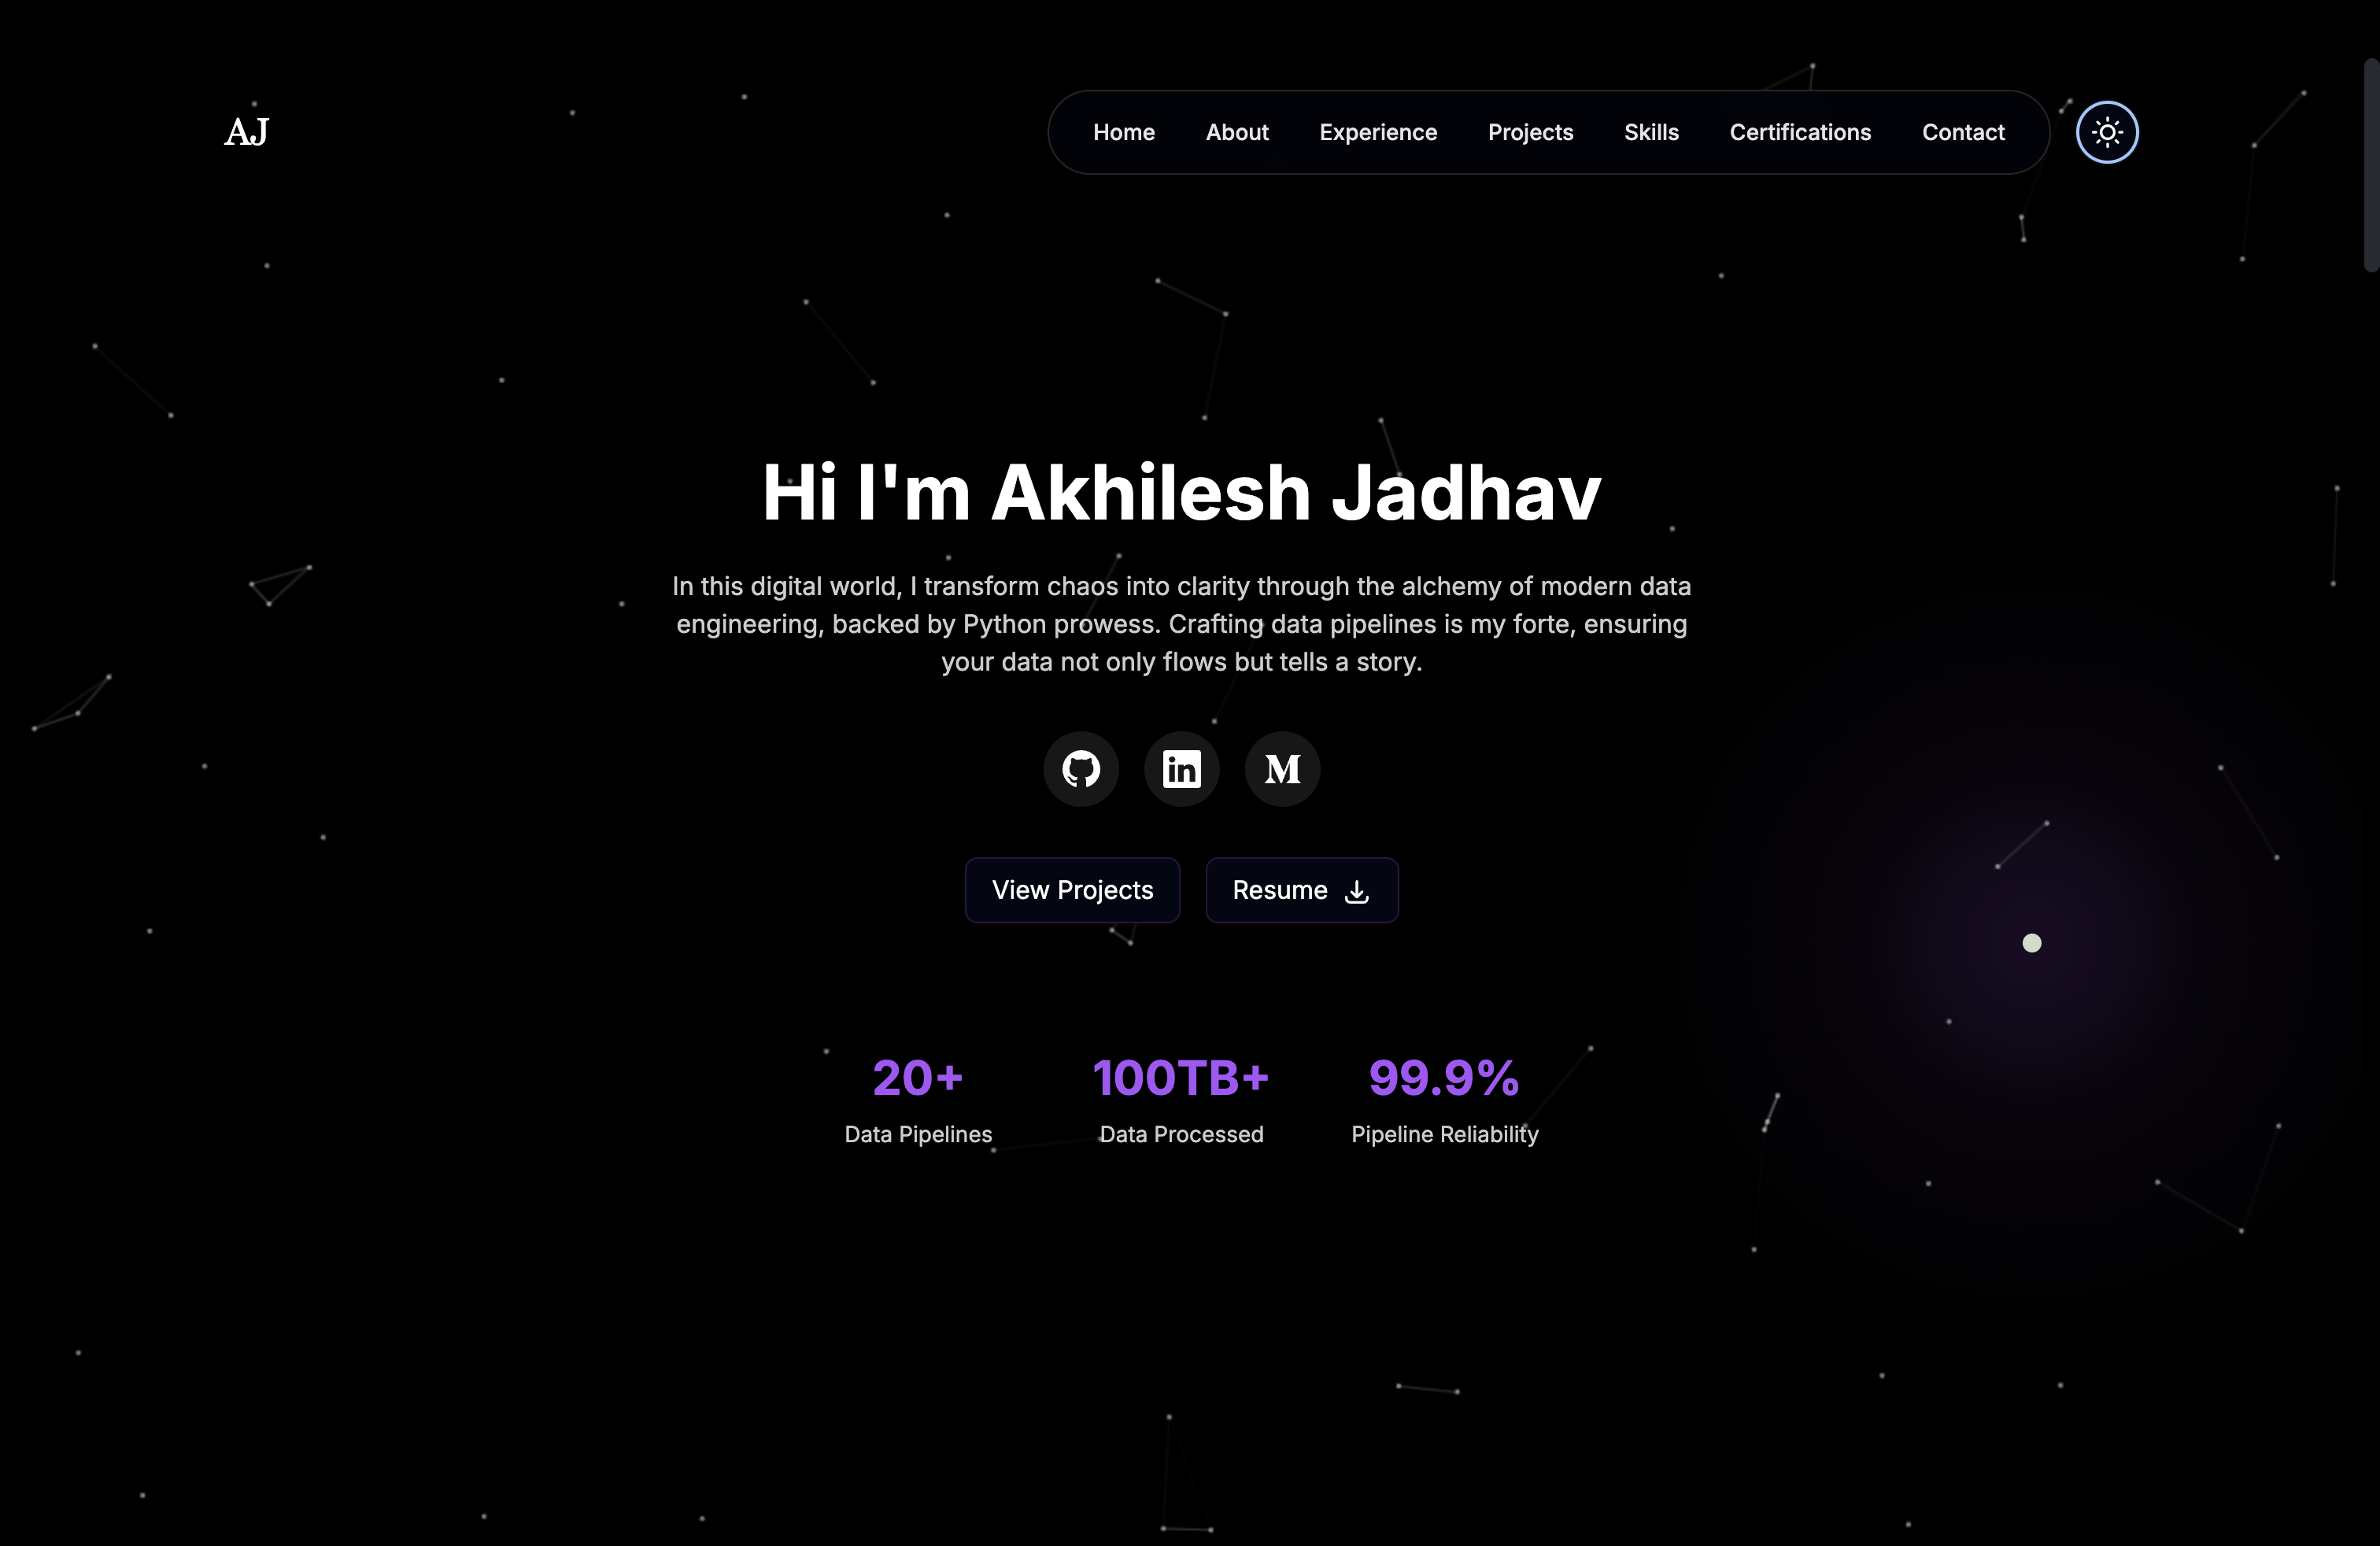 AJ
Home About Experience Projects Skills Certifications Contact
Hi I'm Akhilesh Jadhav
In this digital world, I transform chaos into clarity through the alchemy of modern data
engineering, backed by Python prowess. Crafting data pipelines is my forte, ensuring
your data not only flows but tells a story.
View Projects Resume
20+ 100TB+ 99.9%
Data Pipelines Data Processed Pipeline Reliability